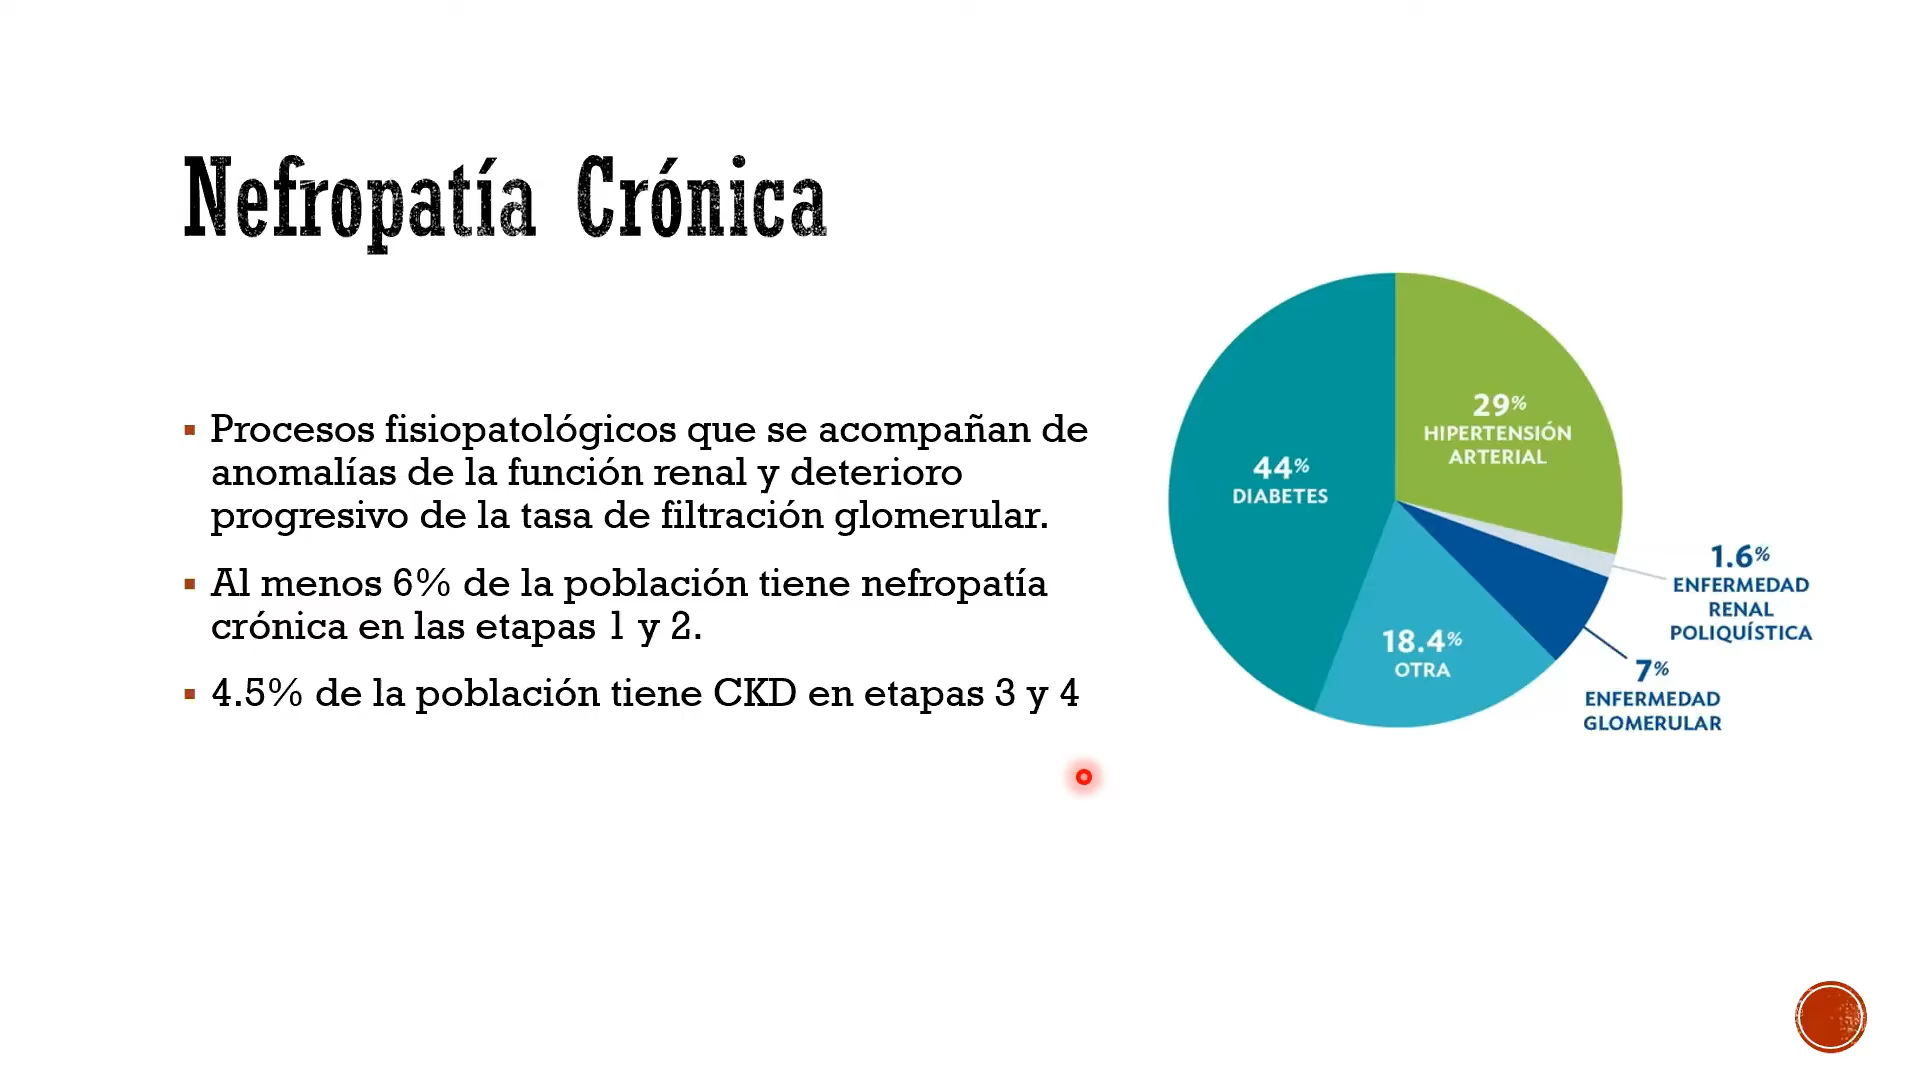 Nefropatía Crónica
▪ Procesos fisiopatológicos que se acompañan de
anomalías de la función renal y deterioro
progresivo de la tasa de filtración glomerular.
▪ Al menos 6% de la población tiene nefropatía
crónica en las etapas 1 y 2.
▪ 4.5% de la población tiene CKD en etapas 3 y 4
29%
HIPERTENSIÓN
ARTERIAL
44%
DIABETES
1.6%
ENFERMEDAD
RENAL
POLIQUÍSTICA
18.4%
OTRA
7%
ENFERMEDAD
GLOMERULAR